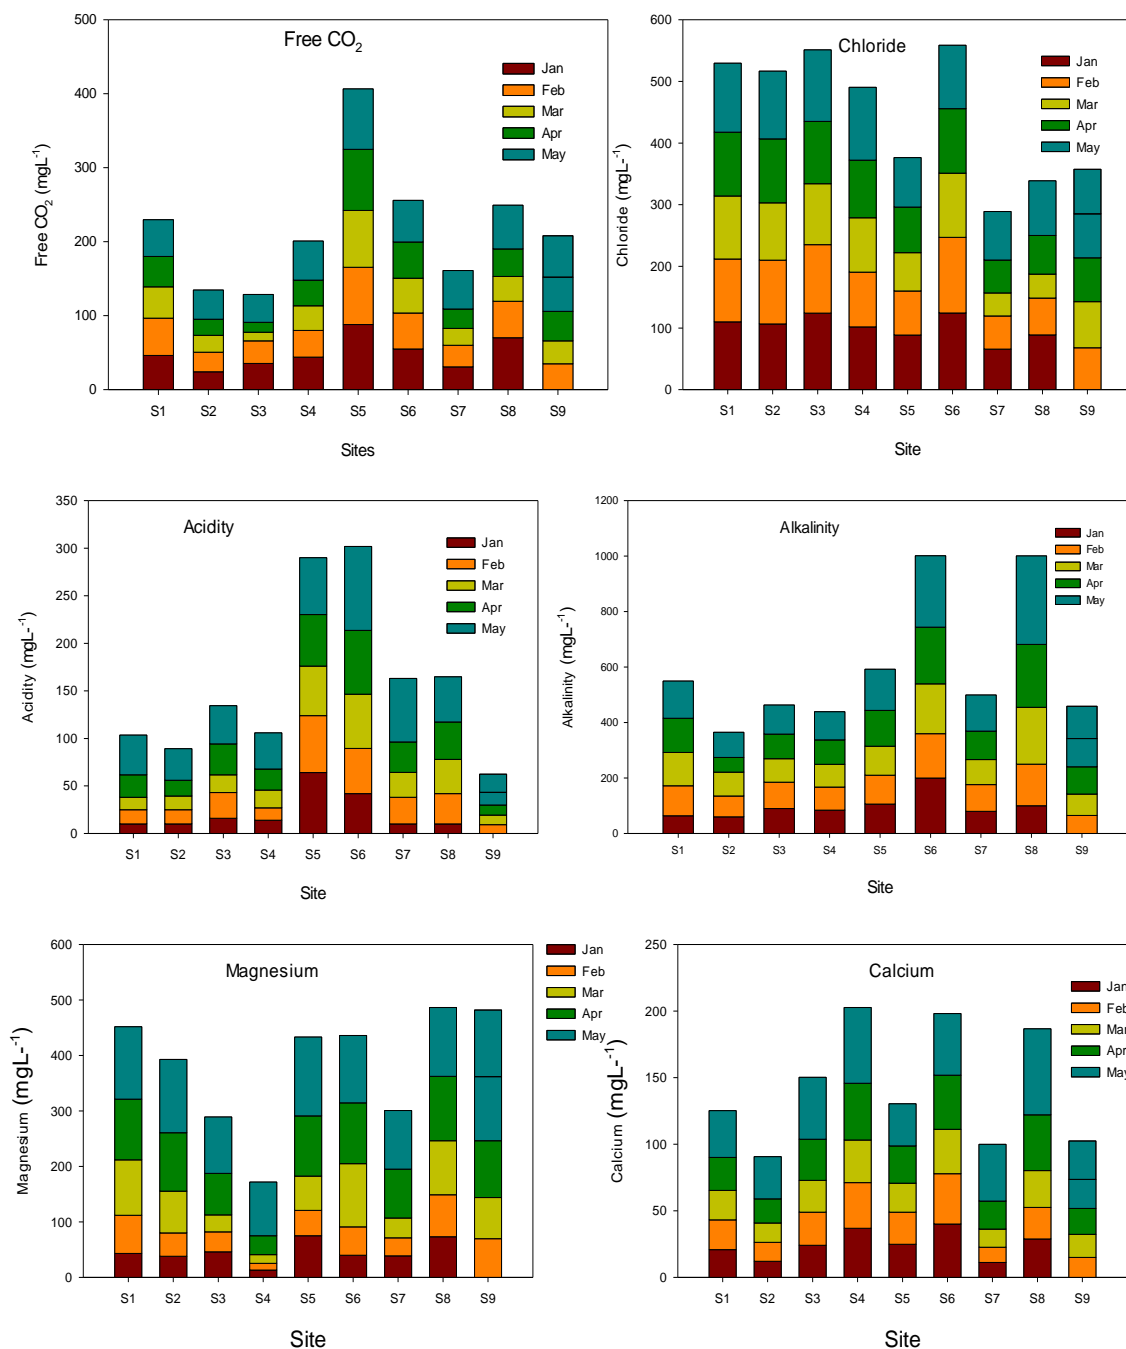 Free CO2
Free CO2 (mgL-1)
500
400
300
200
100
0
Jan
Feb
Mar
Apr
May
S1 S2 S3 S4 S5 S6 S7 S8 S9
Sites
Chloride
Chloride (mgL-1)
600
500
400
300
200
100
0
Jan
Feb
Mar
Apr
May
S1 S2 S3 S4 S5 S6 S7 S8 S9
Site
Acidity
Acidity (mgL-1)
350
300
250
200
150
100
50
0
Jan
Feb
Mar
Apr
May
S1 S2 S3 S4 S5 S6 S7 S8 S9
Site
Alkalinity
Alkalinity (mgL-1)
1200
1000
800
600
400
200
0
Jan
Feb
Mar
Apr
May
S1 S2 S3 S4 S5 S6 S7 S8 S9
Site
Magnesium
Magnesium (mgL-1)
600
500
400
300
200
100
0
Jan
Feb
Mar
Apr
May
S1 S2 S3 S4 S5 S6 S7 S8 S9
Site
Calcium
Calcium (mgL-1)
250
200
150
100
50
0
Jan
Feb
Mar
Apr
May
S1 S2 S3 S4 S5 S6 S7 S8 S9
Site